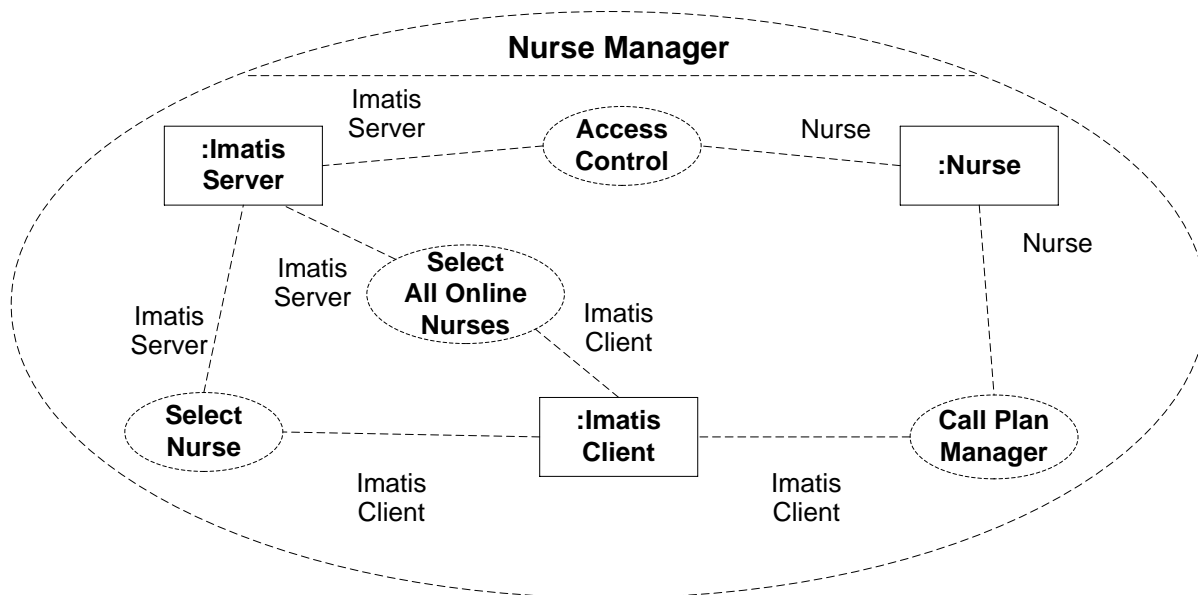 Nurse Manager
Imatis
Server
:Imatis
Server
Access
Control
Nurse
:Nurse
Nurse
Imatis
Server
Select
All Online
Nurses
Imatis
Server
Imatis
Client
Select
Nurse
:Imatis
Client
Call Plan
Manager
Imatis
Client
Imatis
Client